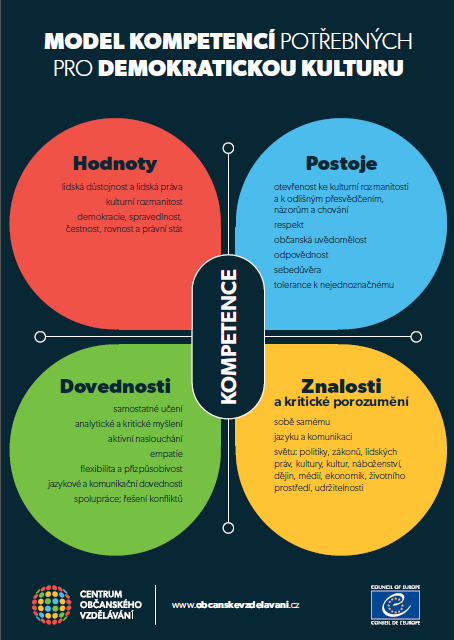 MODEL KOMPETENCÍ POTŘEBNÝCH
PRO DEMOKRATICKOU KULTURU
Hodnoty
lidská důstojnost a lidská práva
kulturní rozmanitost
demokracie, spravedlnost,
čestnost, rovnost a právní stát
Postoje
otevřenost ke kulturní rozmanitosti
a k odlišným přesvědčením,
názorům a chování
respekt
občanská uvědomělost
odpovědnost
sebedůvěra
tolerance k nejednoznačnému
KOMPETENCE
Dovednosti
samostatné učení
analytické a kritické myšlení
aktivní naslouchání
empatie
flexibilita a přizpůsobivost
jazykové a komunikační dovednosti
spolupráce; řešení konfliktů
Znalosti
a kritické porozumění
sobě samému
jazyku a komunikaci
světu: politiky, zákonů, lidských
práv, kultury, kultur, náboženství,
dějin, médií, ekonomik, životního
prostředí, udržitelnosti
CENTRUM
OBČANSKÉHO
VZDĚLÁVÁNÍ
www.obcanskevzdelavani.cz
COUNCIL OF EUROPE
CONSEIL DE L'EUROPE